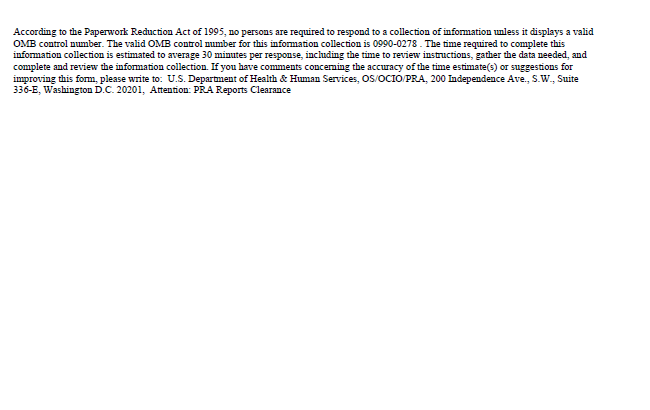 According to the Paperwork Reduction Act of 1995, no persons are required to respond to a collection of information unless it displays a valid
OMB control number. The valid OMB control number for this information collection is 0990-0278 . The time required to complete this
information collection is estimated to average 30 minutes per response, including the time to review instructions, gather the data needed, and
complete and review the information collection. If you have comments concerning the accuracy of the time estimate(s) or suggestions for
improving this form, please write to: U.S. Department of Health & Human Services, OS/OCIO/PRA, 200 Independence Ave., S.W., Suite
336-E, Washington D.C. 20201, Attention: PRA Reports Clearance